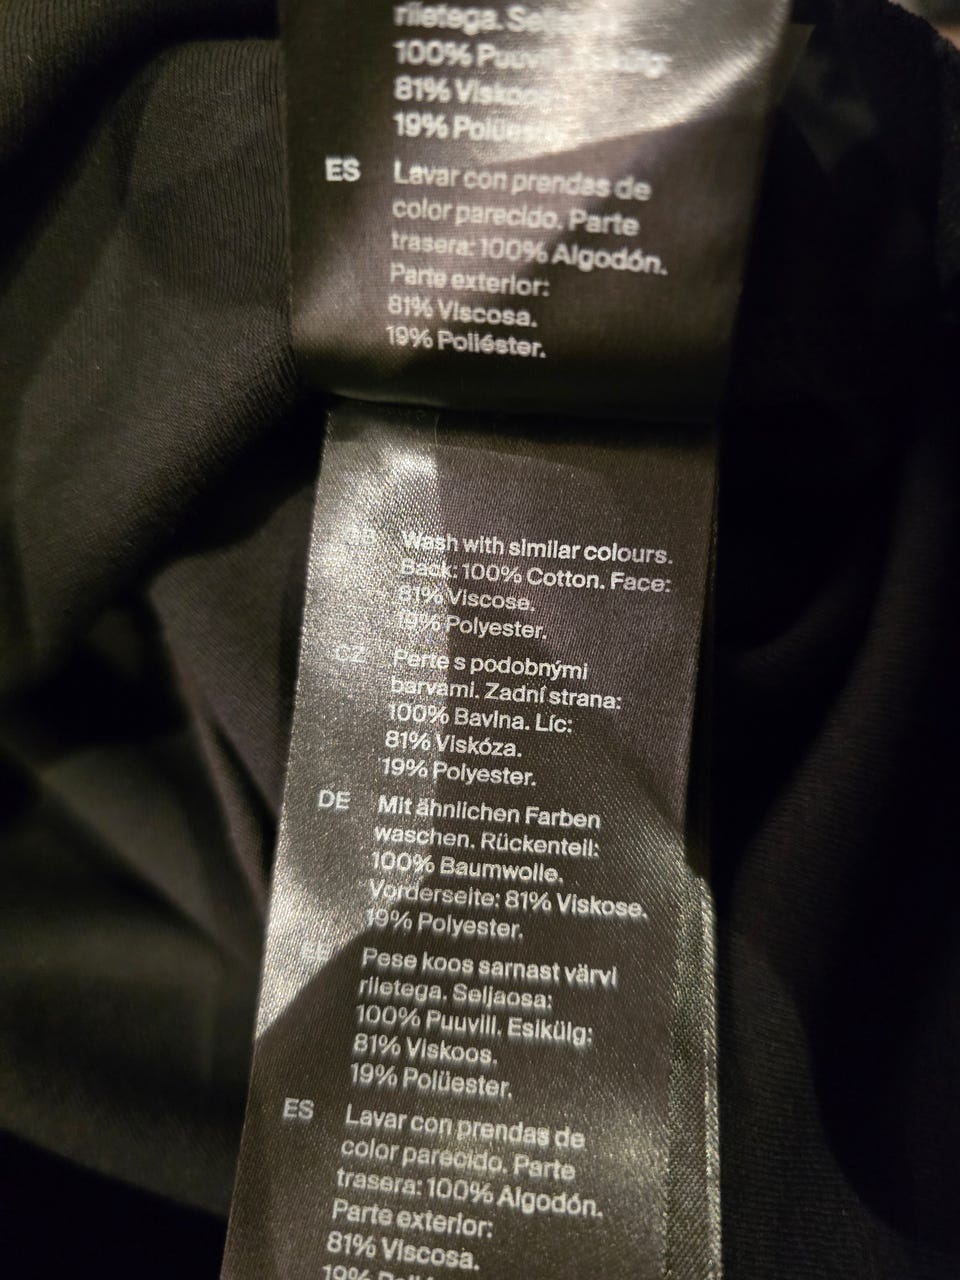 riietega.
100%
81% Viskoos
19% Polüester.
ES Lavar con prendas de
color parecido. Parte
trasera: 100% Algodón.
Parte exterior:
81% Viscosa.
19% Poliéster.
GB Wash with similar colours.
Back: 100% Cotton. Face:
81% Viscose.
19% Polyester.
CZ Perte s podobnými
barvami. Zadní strana:
100% Bavlna. Líc:
81% Viskóza.
19% Polyester.
DE Mit ähnlichen Farben
waschen. Rückenteil:
100% Baumwolle.
Vorderseite: 81% Viskose.
19% Polyester.
EE Pese koos sarnast värvi
riietega. Seljaosa:
100% Puuvill. Esikülg:
81% Viskoos.
19% Polüester.
ES Lavar con prendas de
color parecido. Parte
trasera: 100% Algodón.
Parte exterior:
81% Viscosa.
19%